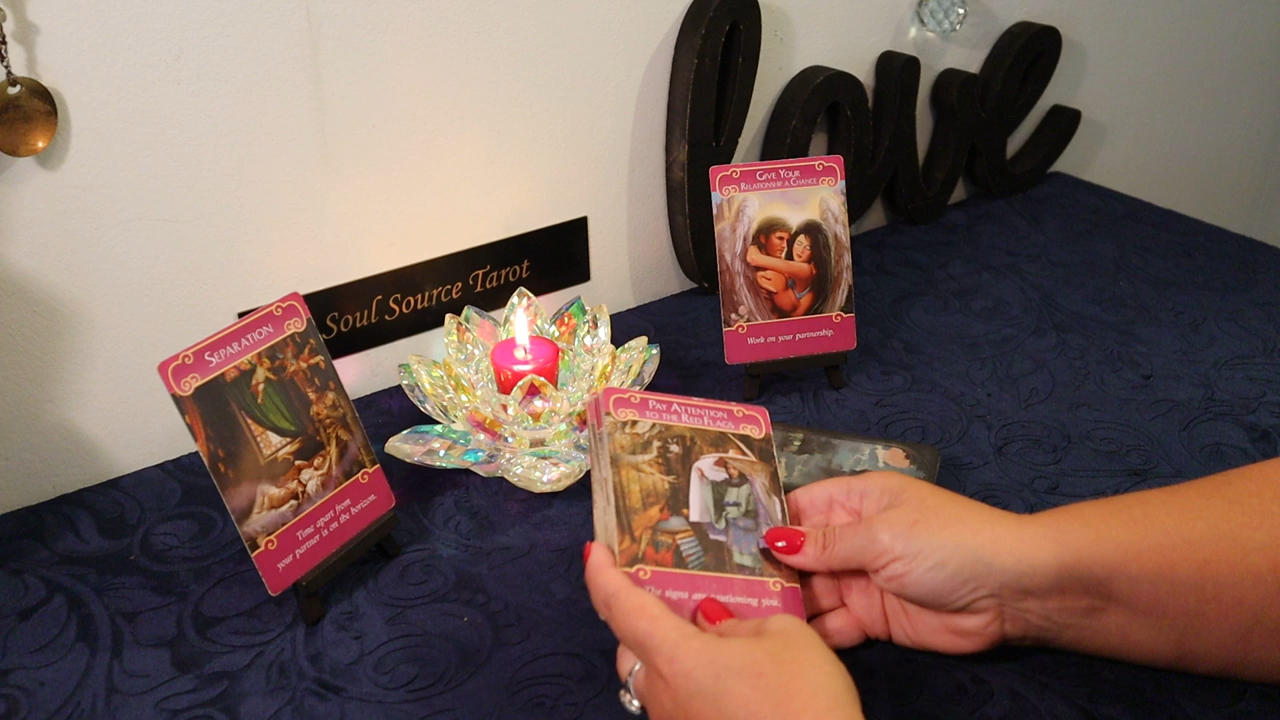 love
GIVE YOUR
RELATIONSHIP A CHANCE
Work on your partnership.
Soul Source Tarot
SEPARATION
Time apart from
your partner is on the horizon.
PAY ATTENTION
TO THE RED FLAGS
The signs are cautioning you.